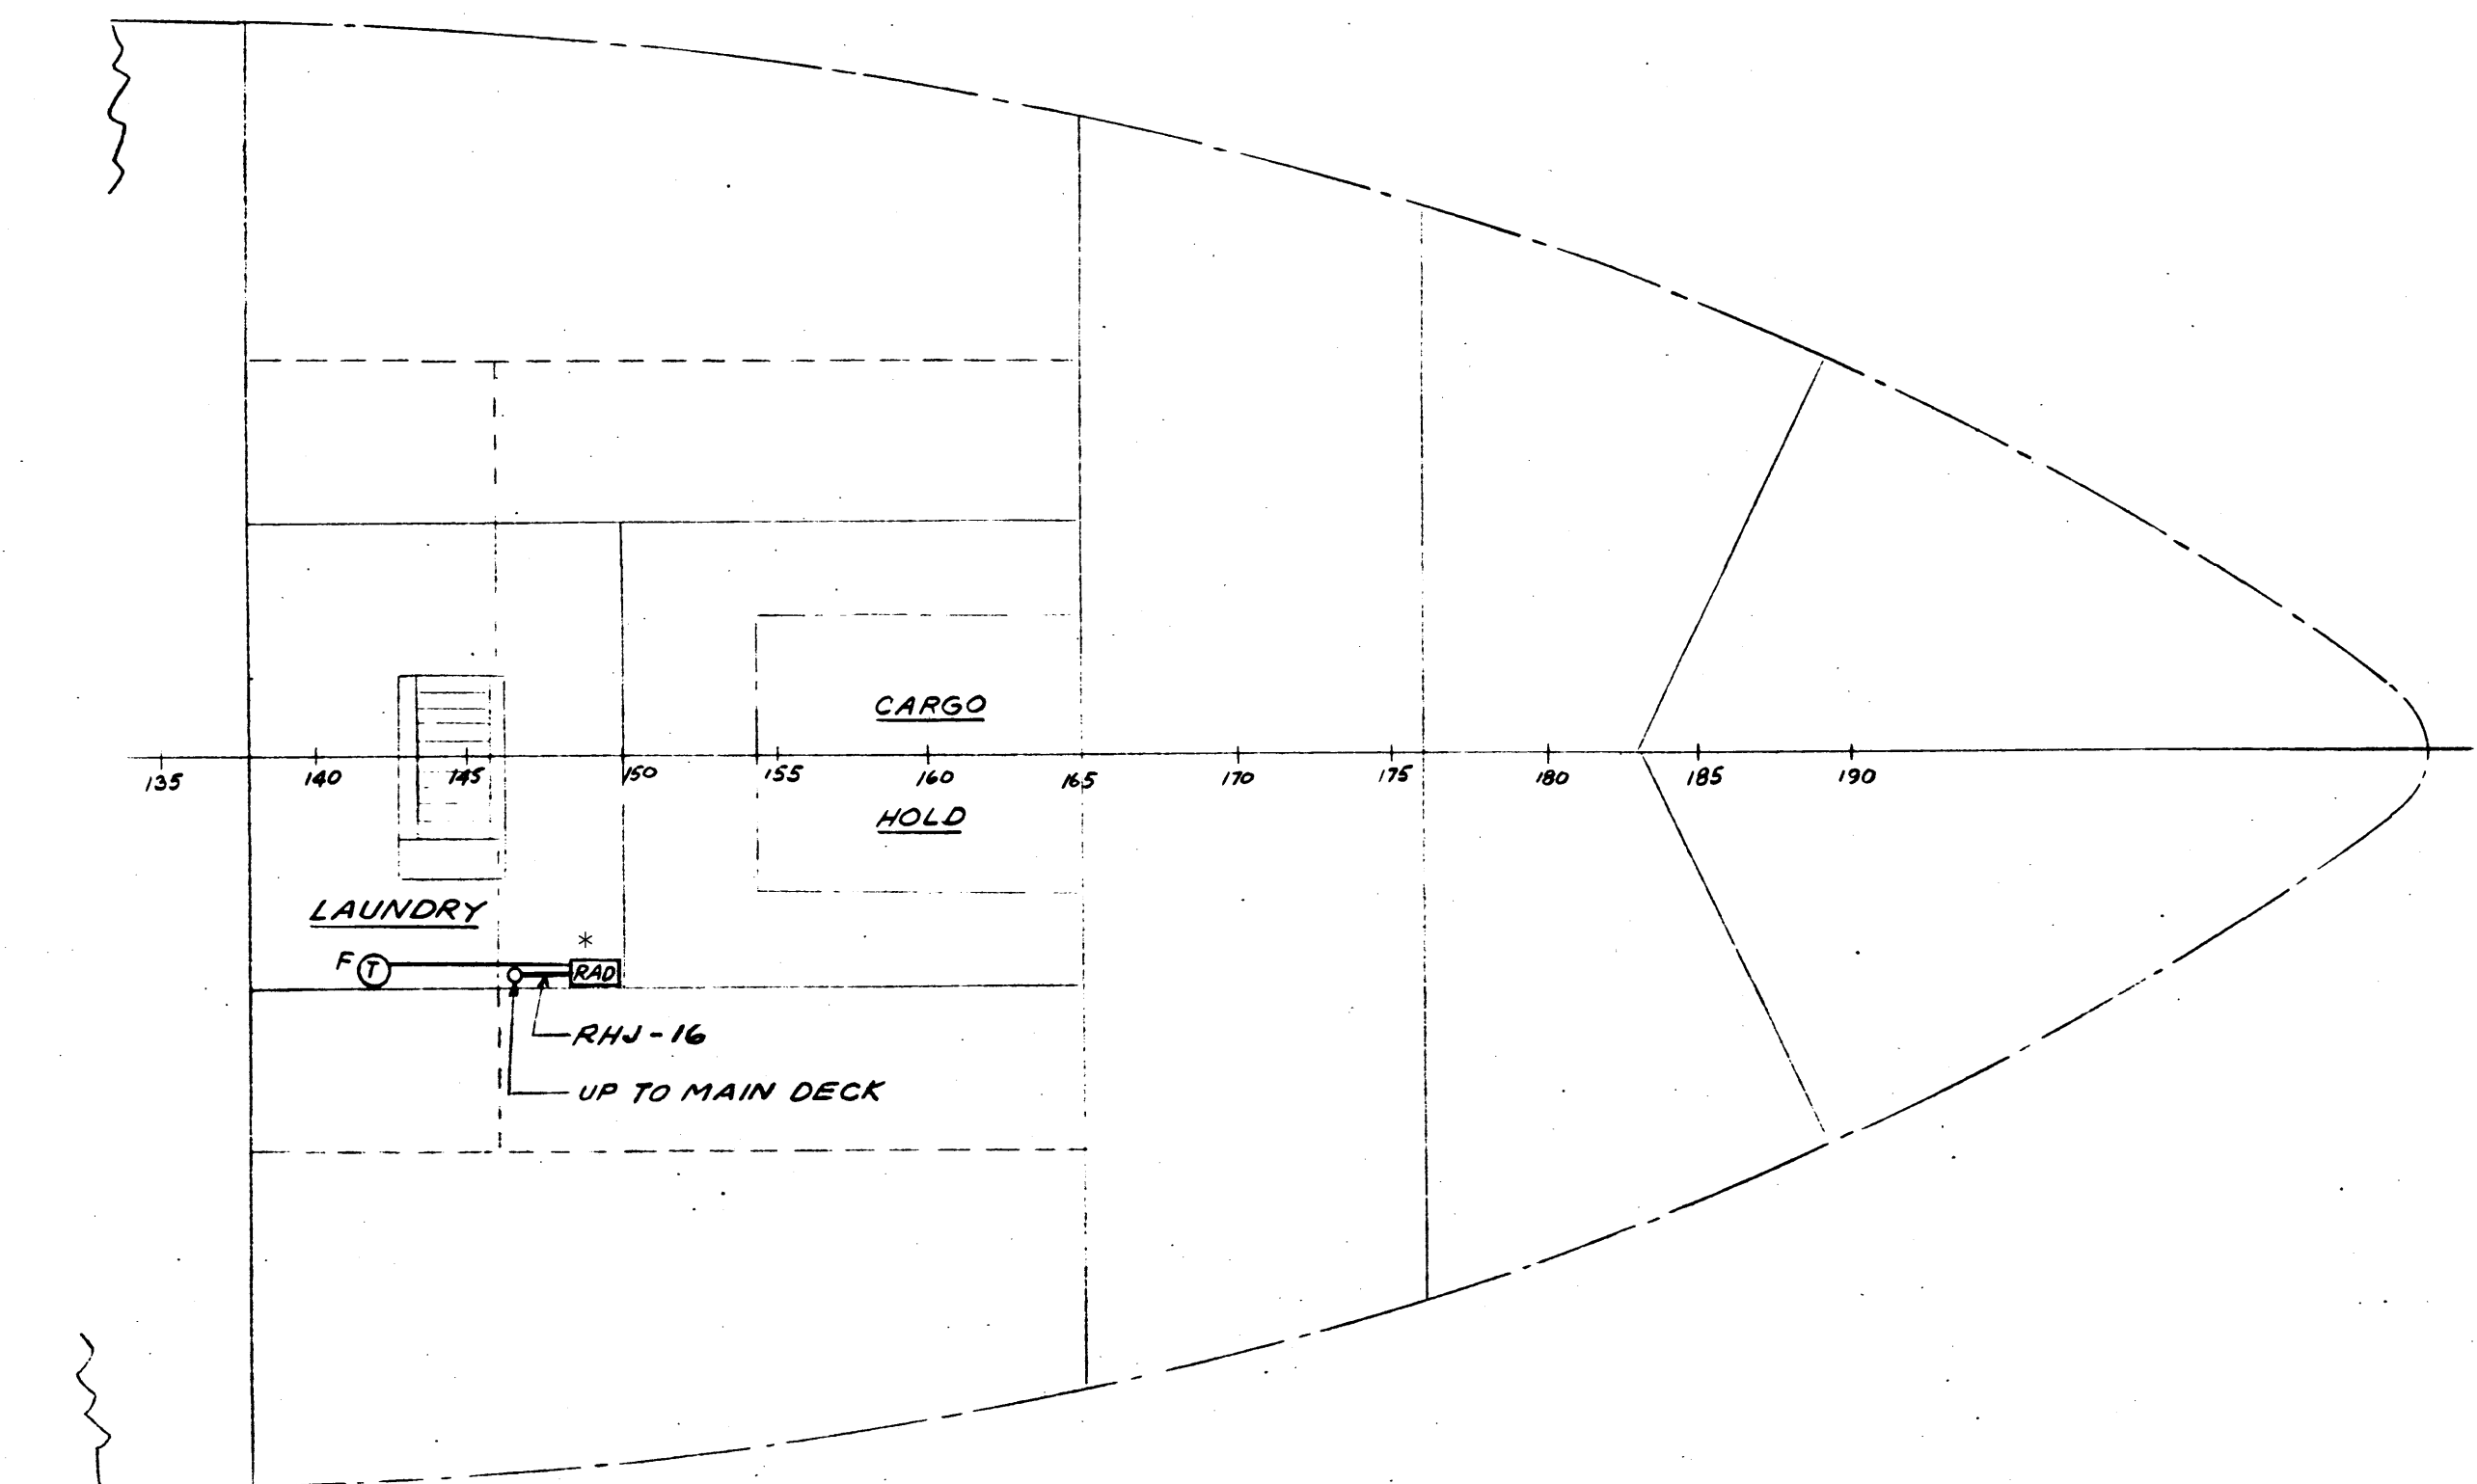 CARGO
135 140 145 150 155 160 165 170 175 180 185 190
HOLD
LAUNDRY
*
F T RAD
RHJ-16
UP TO MAIN DECK